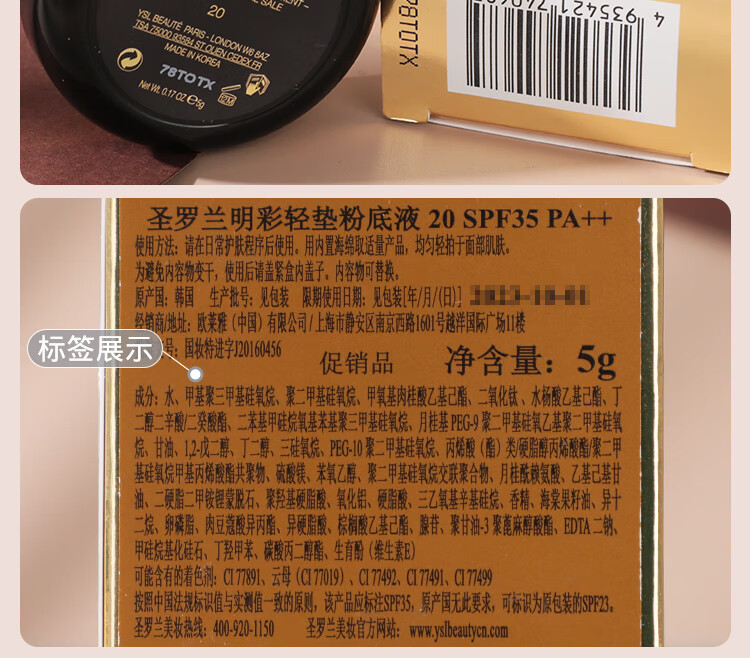 20
YSL BEAUTÉ PARIS - LONDON W6 8AZ
TSA 75000 93584 ST OUEN CEDEX.FR
MADE IN KOREA
78TOTX
Net Wt. 0.17 OZ ℮ 5g
12M
78TOTX
圣罗兰明彩轻垫粉底液 20 SPF35 PA++
使用方法：请在日常护肤程序后使用。用内置海绵取适量产品，均匀轻拍于面部肌肤。
为避免内容物变干，使用后请盖紧盒内盖子。内容物可替换。
原产国：韩国 生产批号：见包装 限期使用日期：见包装[年/月/(日)] 2023-10-01
经销商/地址：欧莱雅（中国）有限公司/上海市静安区南京西路1601号越洋国际广场11楼
标签展示
号：国妆特进字J20160456
促销品 净含量：5g
成分：水、甲基聚三甲基硅氧烷、聚二甲基硅氧烷、甲氧基肉桂酸乙基己酯、二氧化钛、水杨酸乙基己酯、丁
二醇二辛酸/二癸酸酯、二苯基甲硅烷氧基苯基聚三甲基硅氧烷、月桂基 PEG-9 聚二甲基硅氧乙基聚二甲基硅氧
烷、甘油、1,2-戊二醇、丁二醇、三硅氧烷、PEG-10 聚二甲基硅氧烷、丙烯酸（酯）类/硬脂醇丙烯酸酯/聚二甲
基硅氧烷甲基丙烯酸酯共聚物、硫酸镁、苯氧乙醇、聚二甲基硅氧烷交联聚合物、月桂酰赖氨酸、乙基己基甘
油、二硬脂二甲铵锂蒙脱石、聚羟基硬脂酸、氧化铝、硬脂酸、三乙氧基辛基硅烷、香精、海棠果籽油、异十
二烷、卵磷脂、肉豆蔻酸异丙酯、异硬脂酸、棕榈酸乙基己酯、腺苷、聚甘油-3 聚蓖麻醇酸酯、EDTA 二钠、
甲硅烷基化硅石、丁羟甲苯、碳酸丙二醇酯、生育酚（维生素E）
可能含有的着色剂：CI 77891、云母（CI 77019）、CI 77492、CI 77491、CI 77499
按照中国法规标识值与实测值一致的原则，该产品应标注SPF35，原产国无此要求，可标识为原包装的SPF23。
圣罗兰美妆热线：400-920-1150 圣罗兰美妆官方网站：www.yslbeautycn.com